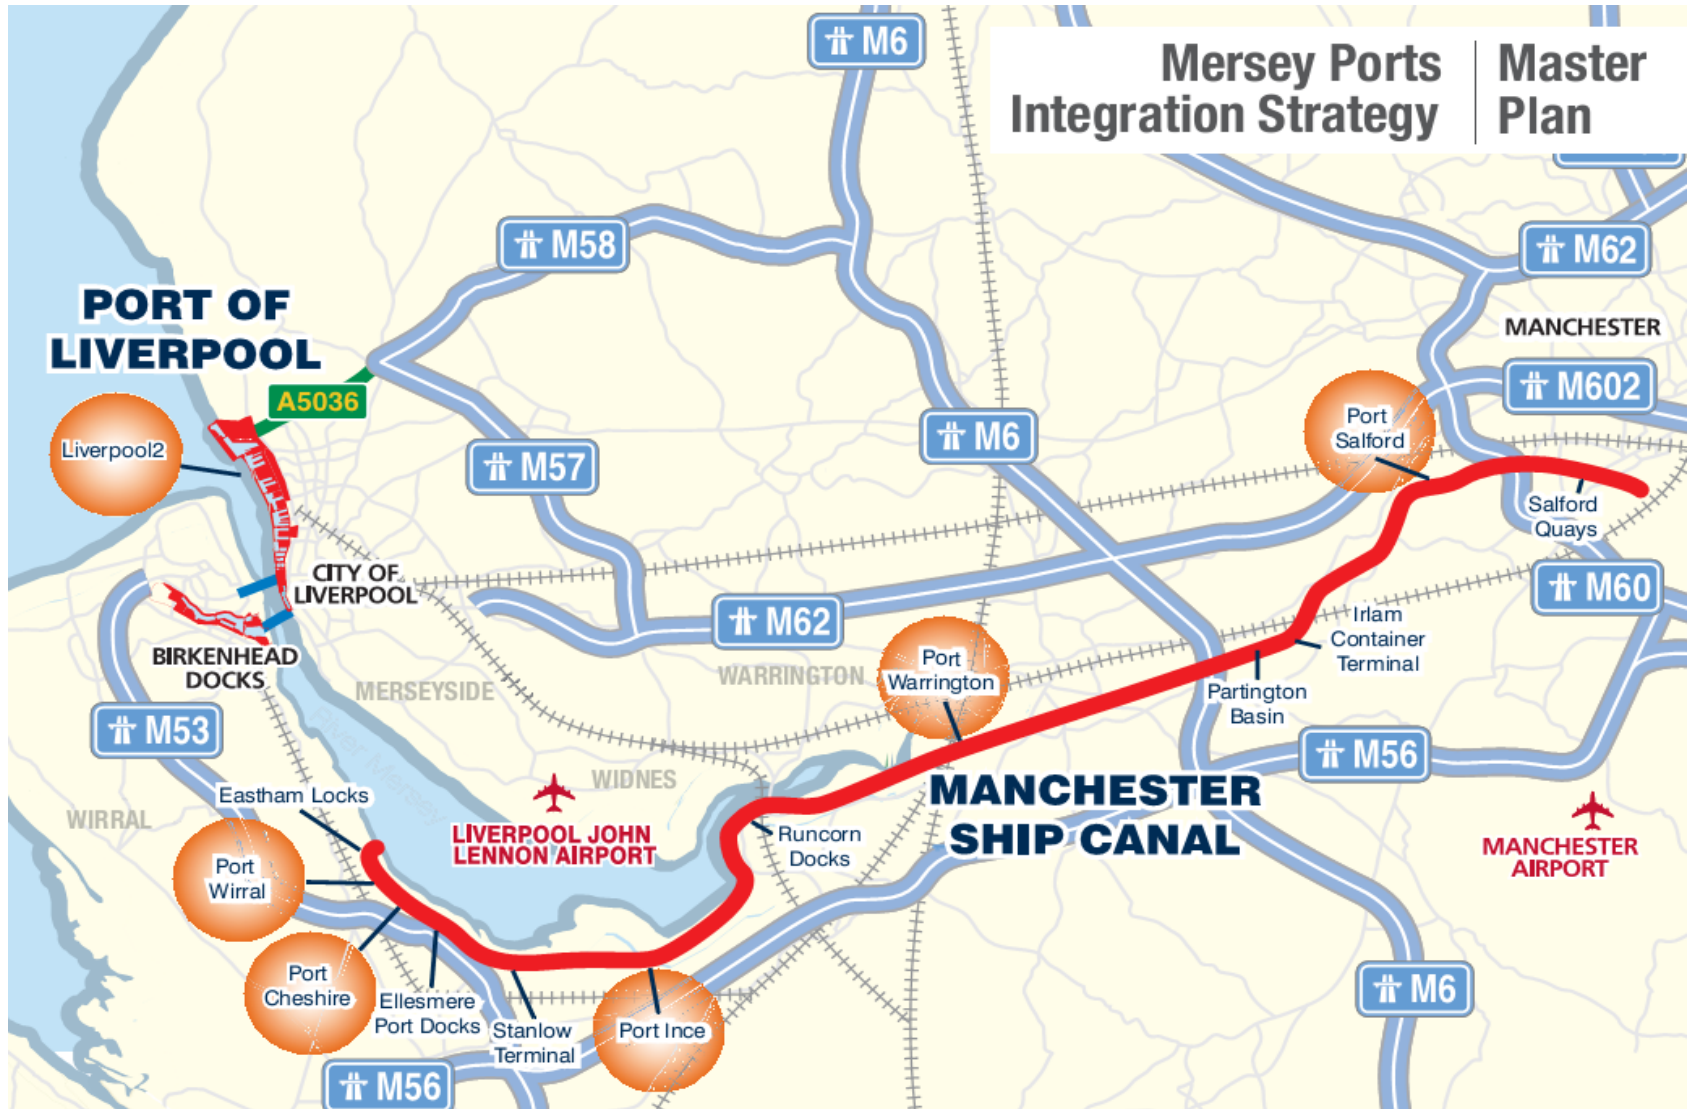 M6
Mersey Ports
Integration Strategy
Master
Plan
M58
M62
PORT OF
LIVERPOOL
MANCHESTER
M602
A5036
Liverpool2
M6
Port
Salford
M57
Salford
Quays
CITY OF
LIVERPOOL
M60
M62
Irlam
Container
Terminal
BIRKENHEAD
DOCKS
MERSEYSIDE
WARRINGTON
Port
Warrington
Partington
Basin
M53
River Mersey
M56
WIDNES
Eastham Locks
MANCHESTER
SHIP CANAL
WIRRAL
LIVERPOOL JOHN
LENNON AIRPORT
Runcorn
Docks
MANCHESTER
AIRPORT
Port
Wirral
Port
Cheshire
Ellesmere
Port Docks
Stanlow
Terminal
Port Ince
M6
M56